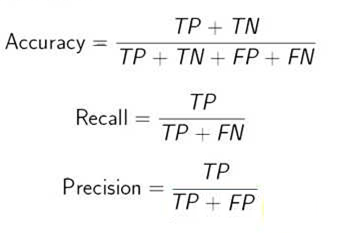 Accuracy = TP + TN / TP + TN + FP + FN
Recall = TP / TP + FN
Precision = TP / TP + FP